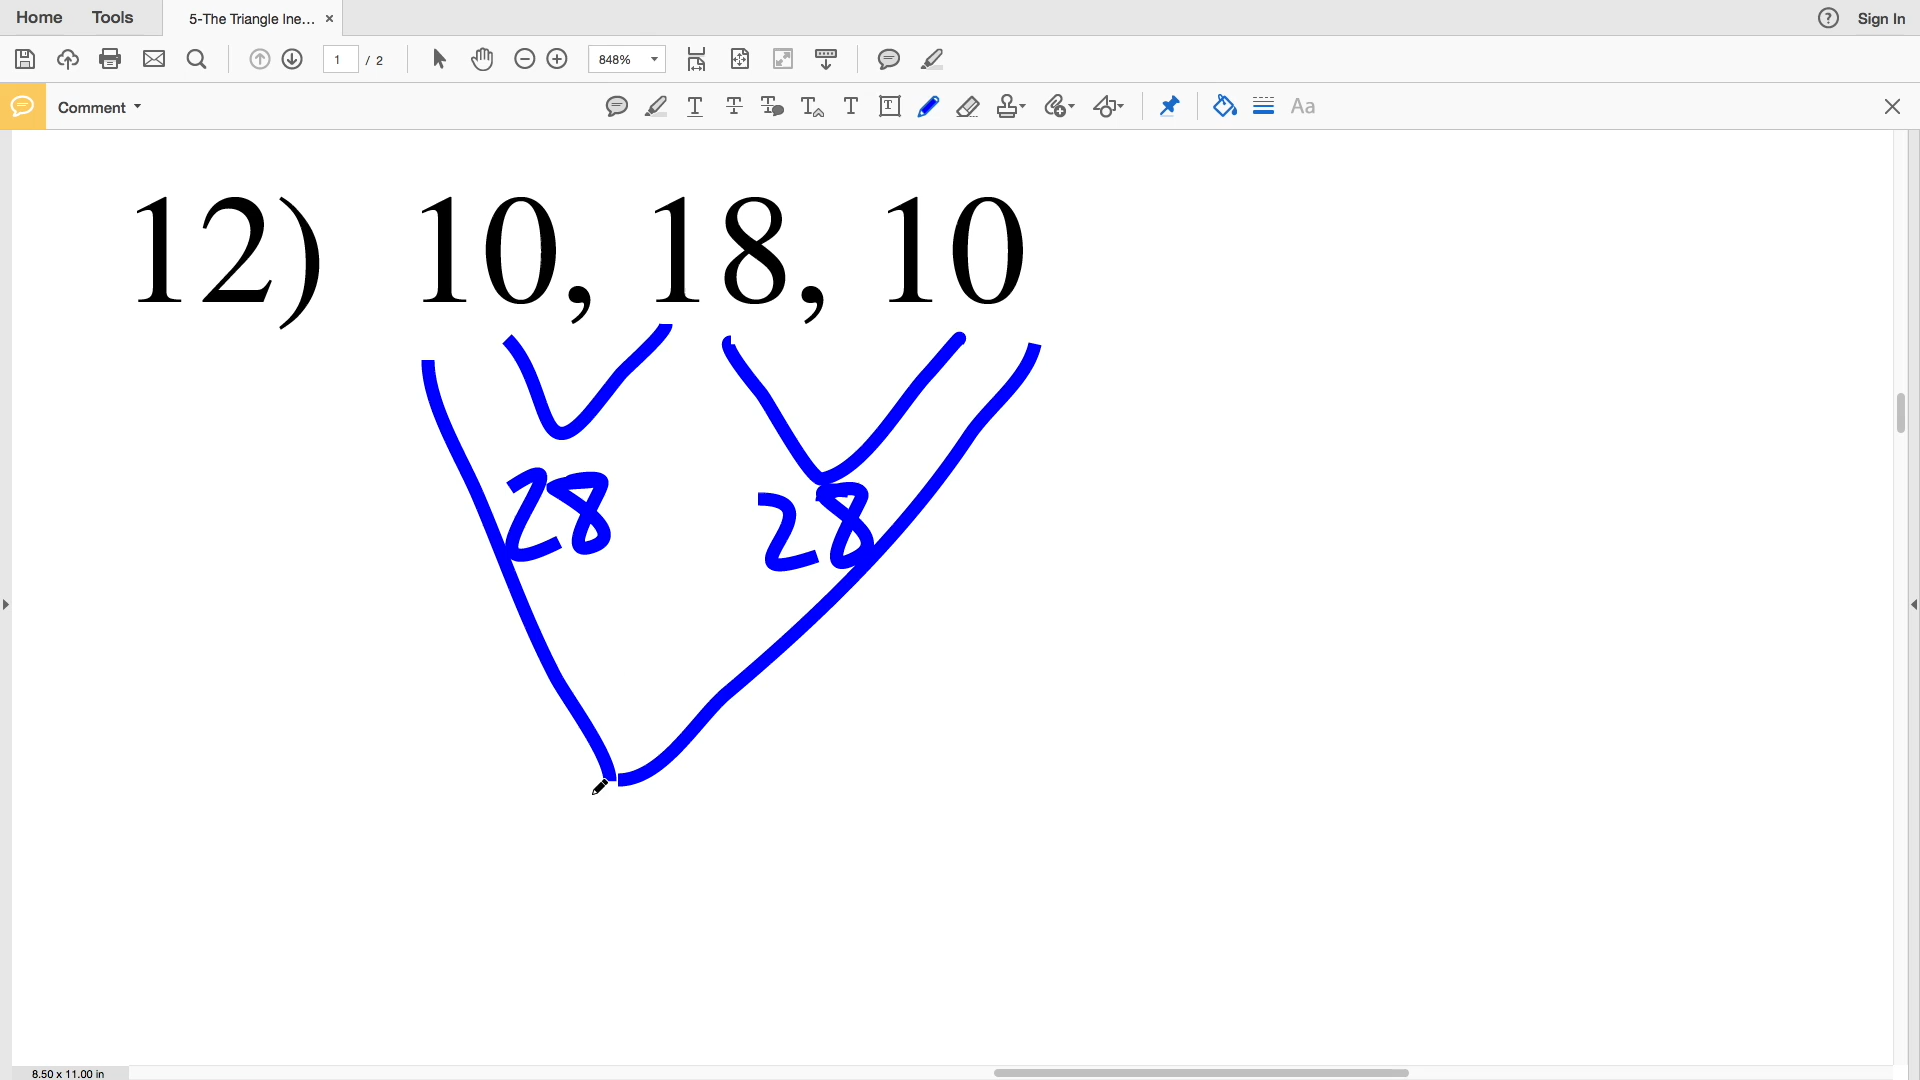 Home Tools 5-The Triangle Ine... × ? Sign In
1 / 2 848%
Comment T T T T T T Aa
12) 10, 18, 10
28 28
8.50 x 11.00 in